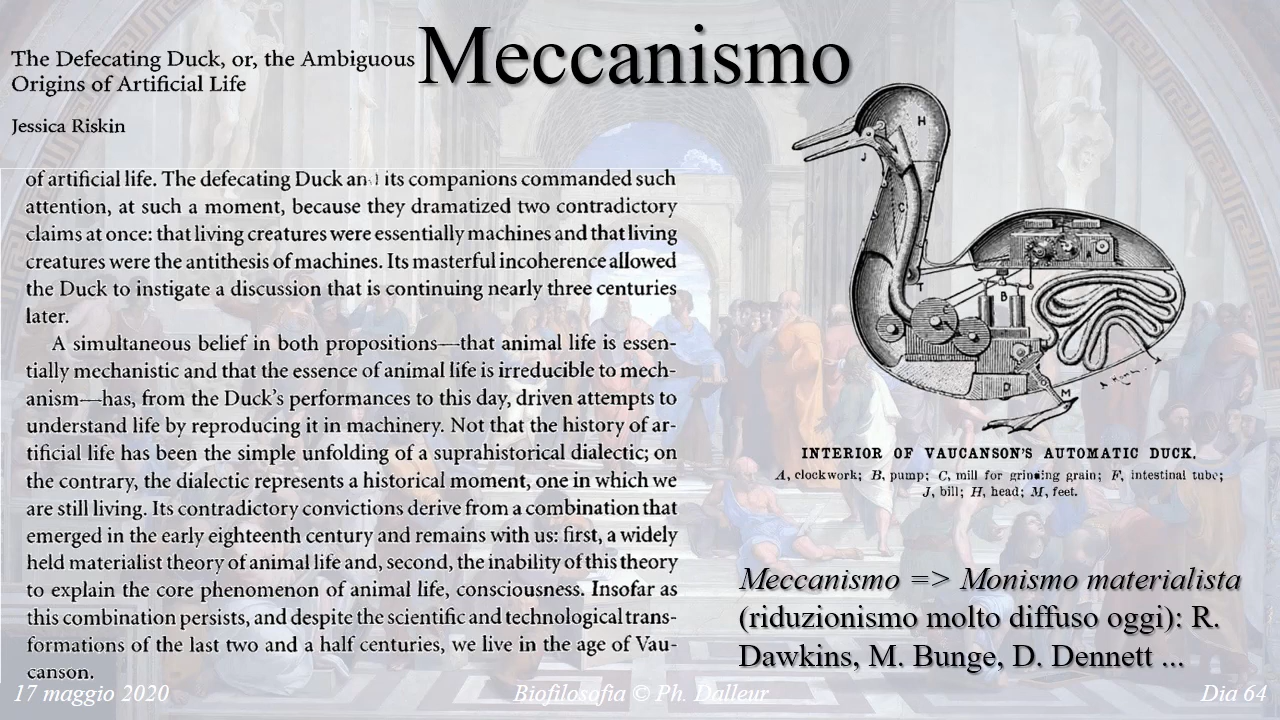 Meccanismo
The Defecating Duck, or, the Ambiguous
Origins of Artificial Life
Jessica Riskin
of artificial life. The defecating Duck and its companions commanded such
attention, at such a moment, because they dramatized two contradictory
claims at once: that living creatures were essentially machines and that living
creatures were the antithesis of machines. Its masterful incoherence allowed
the Duck to instigate a discussion that is continuing nearly three centuries
later.
A simultaneous belief in both propositions—that animal life is essen-
tially mechanistic and that the essence of animal life is irreducible to mech-
anism—has, from the Duck's performances to this day, driven attempts to
understand life by reproducing it in machinery. Not that the history of ar-
tificial life has been the simple unfolding of a suprahistorical dialectic; on
the contrary, the dialectic represents a historical moment, one in which we
are still living. Its contradictory convictions derive from a combination that
emerged in the early eighteenth century and remains with us: first, a widely
held materialist theory of animal life and, second, the inability of this theory
to explain the core phenomenon of animal life, consciousness. Insofar as
this combination persists, and despite the scientific and technological trans-
formations of the last two and a half centuries, we live in the age of Vau-
canson.
H
J
C
T
A
B
D
M
INTERIOR OF VAUCANSON'S AUTOMATIC DUCK.
A, clockwork; B, pump; C, mill for grinding grain; F, intestinal tube;
J, bill; H, head; M, feet.
Meccanismo => Monismo materialista
(riduzionismo molto diffuso oggi): R.
Dawkins, M. Bunge, D. Dennett ...
17 maggio 2020
Biofilosofia © Ph. Dalleur
Dia 64